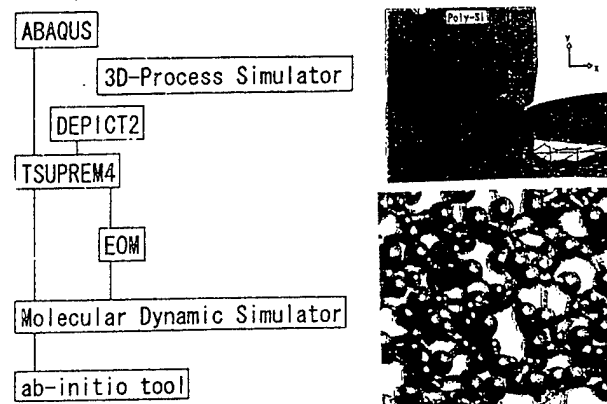 ABAQUS
3D-Process Simulator
DEPICT2
TSUPREM4
EOM
Molecular Dynamic Simulator
ab-initio tool
Poly-Si
Y
X